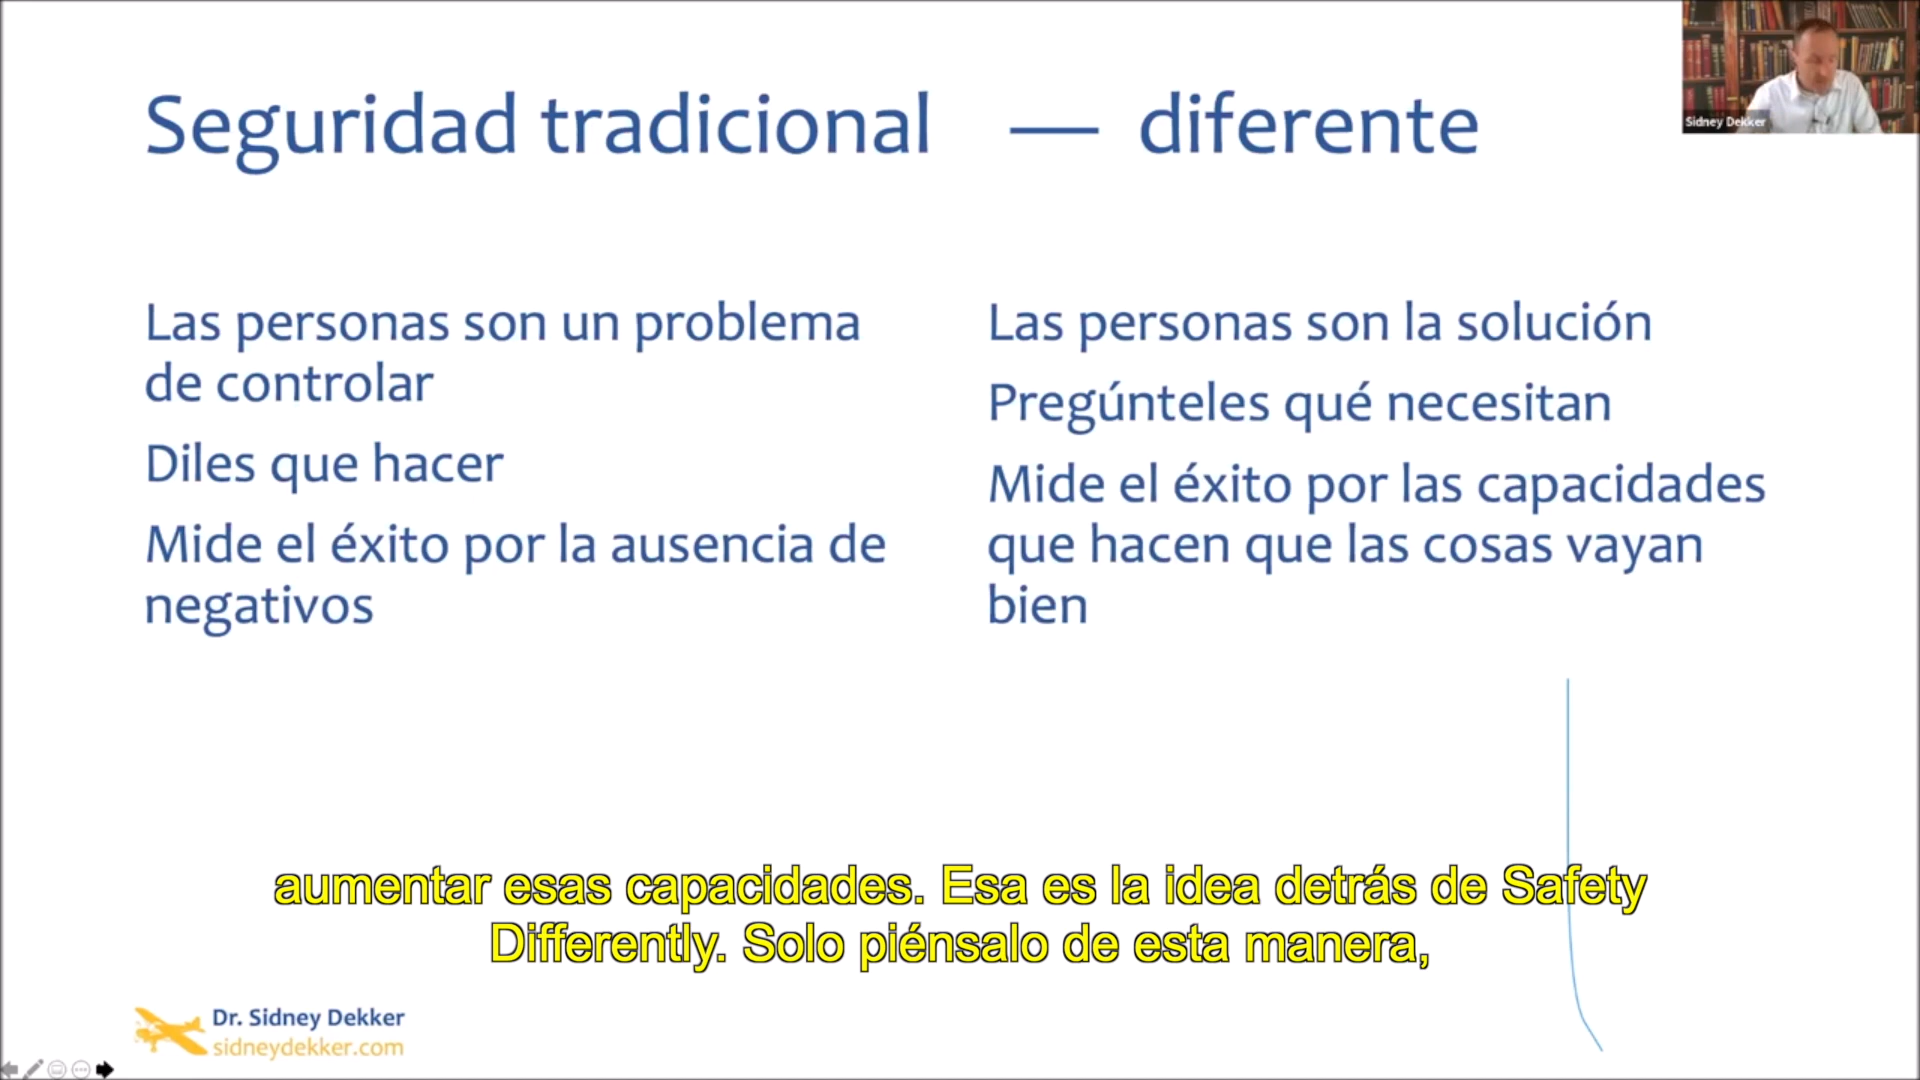 Seguridad tradicional — diferente
Sidney Dekker
Las personas son un problema
de controlar
Diles que hacer
Mide el éxito por la ausencia de
negativos
Las personas son la solución
Pregúnteles qué necesitan
Mide el éxito por las capacidades
que hacen que las cosas vayan
bien
aumentar esas capacidades. Esa es la idea detrás de Safety
Differently. Solo piénsalo de esta manera,
Dr. Sidney Dekker
sidneydekker.com